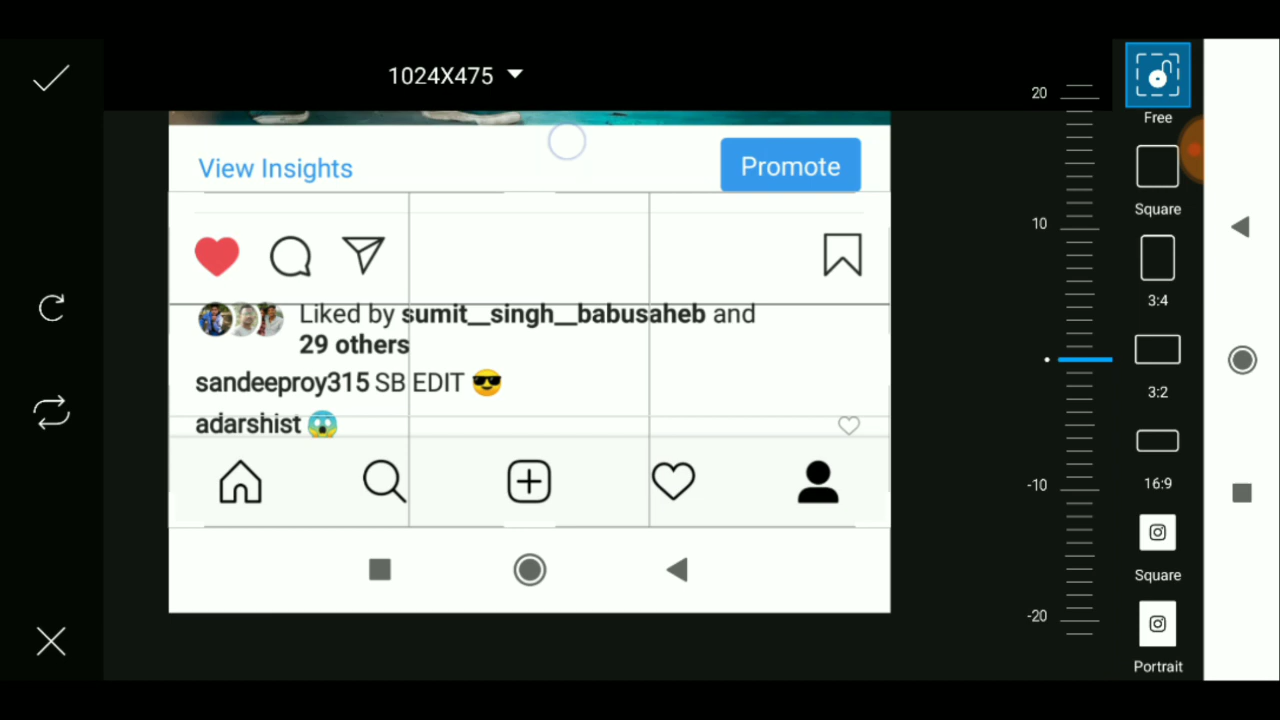 1024X475
View Insights
Promote
Liked by sumit__singh__babusaheb and
29 others
sandeeproy315 SB EDIT 😎
adarshist 😱
20
10
-10
-20
Free
Square
3:4
3:2
16:9
Square
Portrait